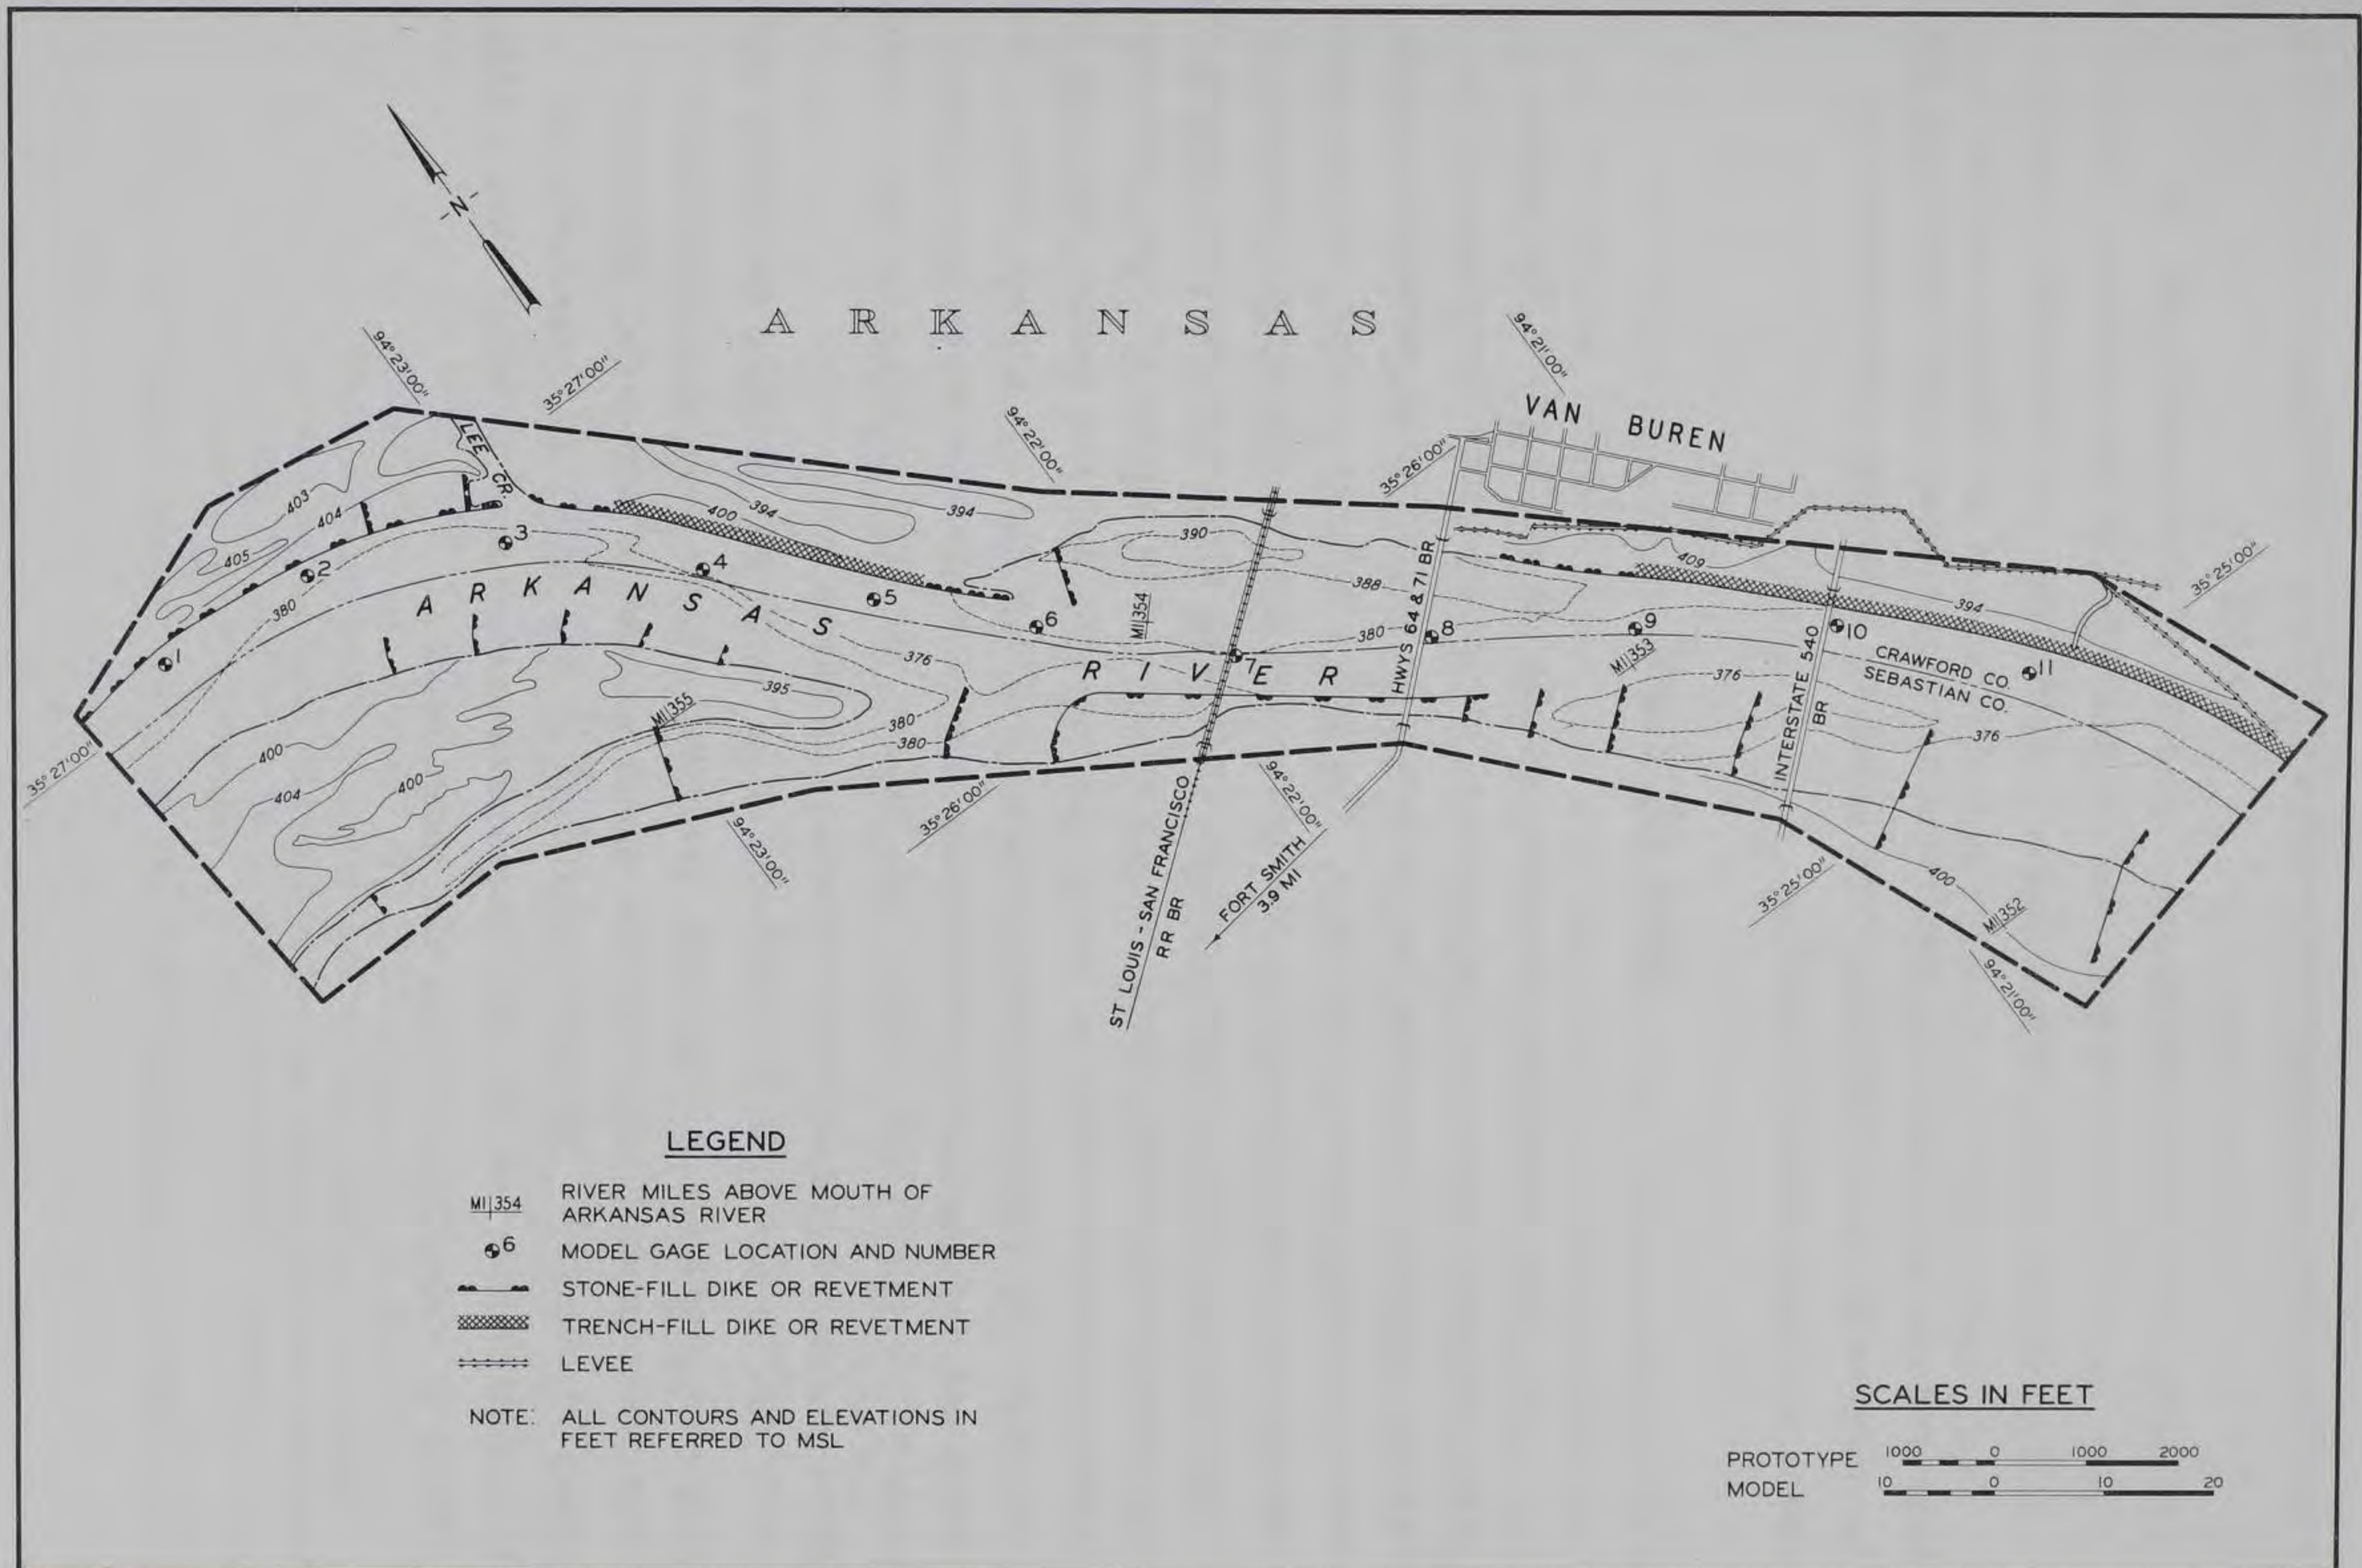 N
A R K A N S A S
94°23'00"
35°27'00"
94°22'00"
94°21'00"
35°26'00"
VAN BUREN
35°25'00"
LEE CR.
403
404
405
400
394
394
390
388
409
394
380
1
2
3
4
5
6
7
8
9
10
11
A R K A N S A S
R I V E R
MI 354
380
HWYS 64 & 71 BR
MI 353
376
395
MI 355
380
380
376
INTERSTATE 540 BR
CRAWFORD CO.
SEBASTIAN CO.
376
35°27'00"
400
404
400
94°23'00"
35°26'00"
ST LOUIS - SAN FRANCISCO
RR BR
94°22'00"
FORT SMITH
3.9 MI
35°25'00"
400
MI 352
94°21'00"
LEGEND
MI 354
RIVER MILES ABOVE MOUTH OF
ARKANSAS RIVER
6
MODEL GAGE LOCATION AND NUMBER
STONE-FILL DIKE OR REVETMENT
TRENCH-FILL DIKE OR REVETMENT
LEVEE
NOTE: ALL CONTOURS AND ELEVATIONS IN
FEET REFERRED TO MSL
SCALES IN FEET
PROTOTYPE 1000 0 1000 2000
MODEL 10 0 10 20